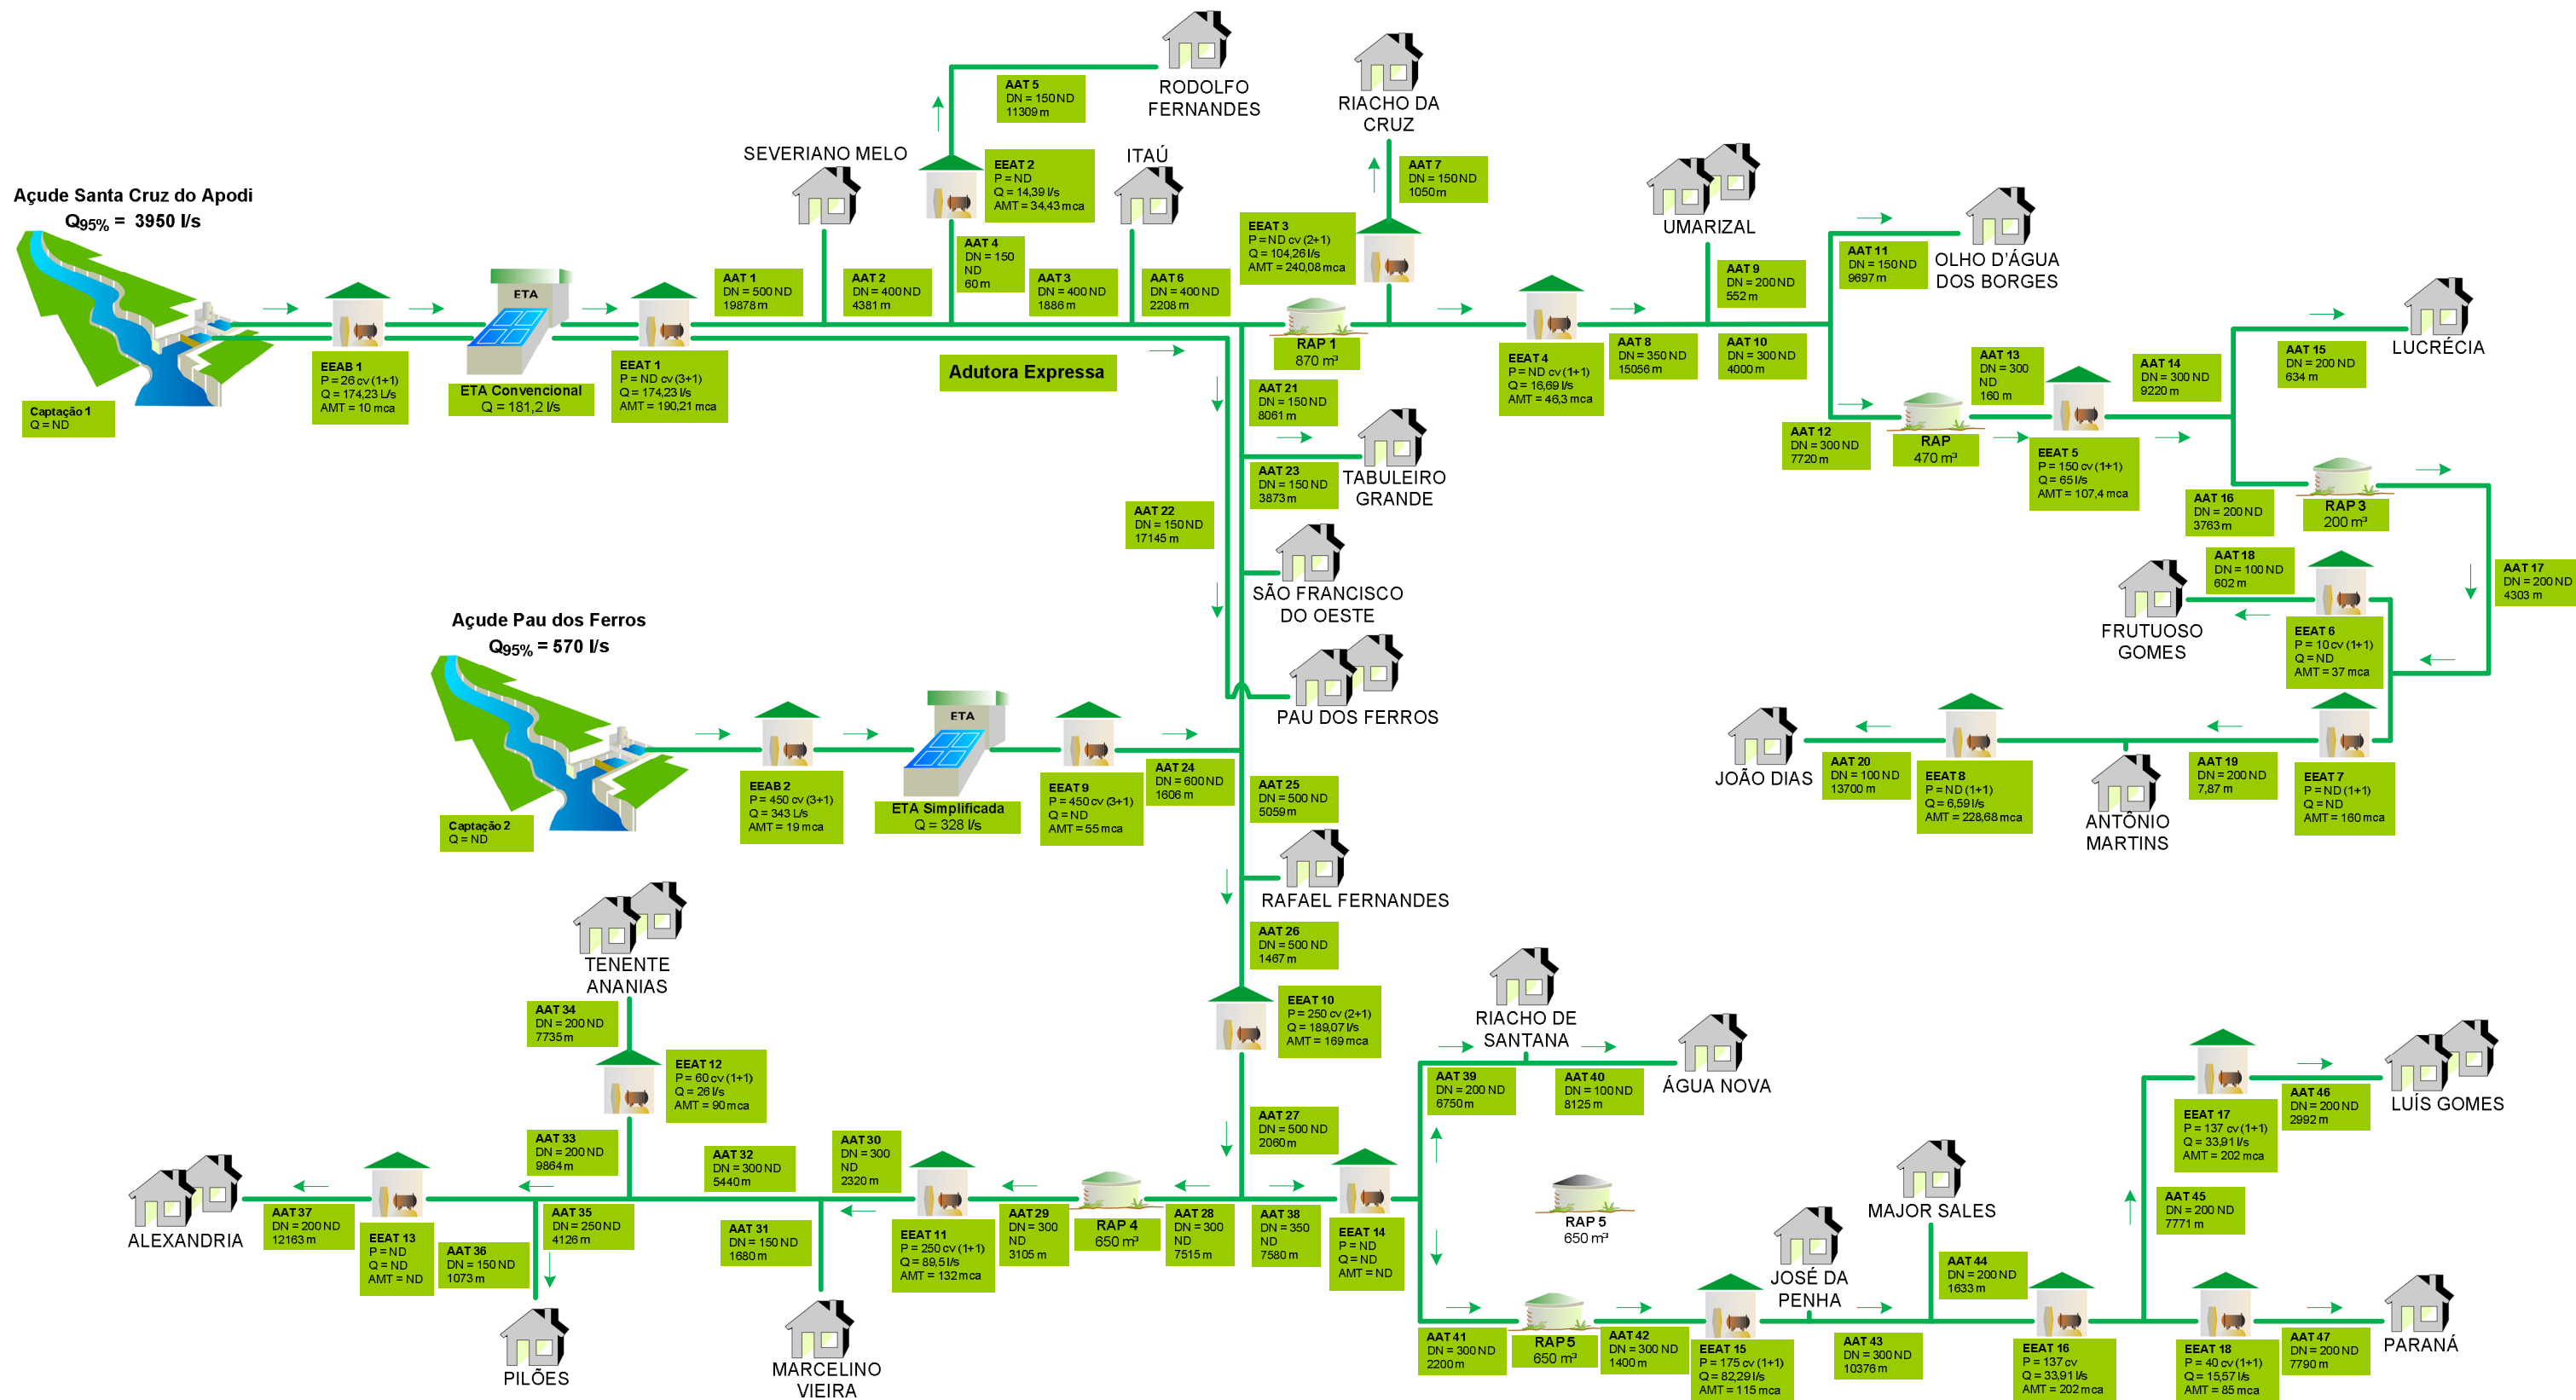 RODOLFO
FERNANDES
AAT 5
DN = 150 ND
11309 m
RIACHO DA
CRUZ
SEVERIANO MELO
EEAT 2
P = ND
Q = 14,39 l/s
AMT = 34,43 mca
ITAÚ
AAT 7
DN = 150 ND
1050 m
Açude Santa Cruz do Apodi
Q95% = 3950 l/s
UMARIZAL
EEAT 3
P = ND cv (2+1)
Q = 104,26 l/s
AMT = 240,08 mca
AAT 4
DN = 150
ND
60 m
AAT 11
DN = 150 ND
9697 m
OLHO D'ÁGUA
DOS BORGES
ETA
AAT 1
DN = 500 ND
19878 m
AAT 2
DN = 400 ND
4381 m
AAT 3
DN = 400 ND
1886 m
AAT 6
DN = 400 ND
2208 m
AAT 9
DN = 200 ND
552 m
EEAB 1
P = 26 cv (1+1)
Q = 174,23 L/s
AMT = 10 mca
ETA Convencional
Q = 181,2 l/s
EEAT 1
P = ND cv (3+1)
Q = 174,23 l/s
AMT = 190,21 mca
Adutora Expressa
RAP 1
870 m³
EEAT 4
P = ND cv (1+1)
Q = 16,69 l/s
AMT = 46,3 mca
AAT 8
DN = 350 ND
15056 m
AAT 10
DN = 300 ND
4000 m
AAT 13
DN = 300
ND
160 m
AAT 14
DN = 300 ND
9220 m
AAT 15
DN = 200 ND
634 m
LUCRÉCIA
Captação 1
Q = ND
AAT 21
DN = 150 ND
8061 m
AAT 12
DN = 300 ND
7720 m
RAP
470 m³
EEAT 5
P = 150 cv (1+1)
Q = 65 l/s
AMT = 107,4 mca
AAT 23
DN = 150 ND
3873 m
TABULEIRO
GRANDE
AAT 16
DN = 200 ND
3763 m
RAP 3
200 m³
AAT 22
DN = 150 ND
17145 m
AAT 18
DN = 100 ND
602 m
AAT 17
DN = 200 ND
4303 m
SÃO FRANCISCO
DO OESTE
FRUTUOSO
GOMES
EEAT 6
P = 10 cv (1+1)
Q = ND
AMT = 37 mca
Açude Pau dos Ferros
Q95% = 570 l/s
PAU DOS FERROS
ETA
JOÃO DIAS
AAT 20
DN = 100 ND
13700 m
EEAT 8
P = ND (1+1)
Q = 6,59 l/s
AMT = 228,68 mca
ANTÔNIO
MARTINS
AAT 19
DN = 200 ND
7,87 m
EEAT 7
P = ND (1+1)
Q = ND
AMT = 160 mca
Captação 2
Q = ND
EEAB 2
P = 450 cv (3+1)
Q = 343 L/s
AMT = 19 mca
ETA Simplificada
Q = 328 l/s
EEAT 9
P = 450 cv (3+1)
Q = ND
AMT = 55 mca
AAT 24
DN = 600 ND
1606 m
AAT 25
DN = 500 ND
5059 m
RAFAEL FERNANDES
AAT 26
DN = 500 ND
1467 m
TENENTE
ANANIAS
AAT 34
DN = 200 ND
7735 m
EEAT 10
P = 250 cv (2+1)
Q = 189,07 l/s
AMT = 169 mca
RIACHO DE
SANTANA
ÁGUA NOVA
EEAT 12
P = 60 cv (1+1)
Q = 26 l/s
AMT = 90 mca
AAT 39
DN = 200 ND
6750 m
AAT 40
DN = 100 ND
8125 m
EEAT 17
P = 137 cv (1+1)
Q = 33,91 l/s
AMT = 202 mca
AAT 46
DN = 200 ND
2992 m
LUÍS GOMES
AAT 27
DN = 500 ND
2060 m
AAT 33
DN = 200 ND
9864 m
AAT 32
DN = 300 ND
5440 m
AAT 30
DN = 300
ND
2320 m
MAJOR SALES
AAT 45
DN = 200 ND
7771 m
ALEXANDRIA
AAT 37
DN = 200 ND
12163 m
EEAT 13
P = ND
Q = ND
AMT = ND
AAT 36
DN = 150 ND
1073 m
AAT 35
DN = 250 ND
4126 m
AAT 31
DN = 150 ND
1680 m
EEAT 11
P = 250 cv (1+1)
Q = 89,5 l/s
AMT = 132 mca
AAT 29
DN = 300
ND
3105 m
RAP 4
650 m³
AAT 28
DN = 300
ND
7515 m
AAT 38
DN = 350
ND
7580 m
EEAT 14
P = ND
Q = ND
AMT = ND
RAP 5
650 m³
JOSÉ DA
PENHA
AAT 44
DN = 200 ND
1633 m
PILÕES
MARCELINO
VIEIRA
AAT 41
DN = 300 ND
2200 m
RAP 5
650 m³
AAT 42
DN = 300 ND
1400 m
EEAT 15
P = 175 cv (1+1)
Q = 82,29 l/s
AMT = 115 mca
AAT 43
DN = 300 ND
10376 m
EEAT 16
P = 137 cv
Q = 33,91 l/s
AMT = 202 mca
EEAT 18
P = 40 cv (1+1)
Q = 15,57 l/s
AMT = 85 mca
AAT 47
DN = 200 ND
7790 m
PARANÁ